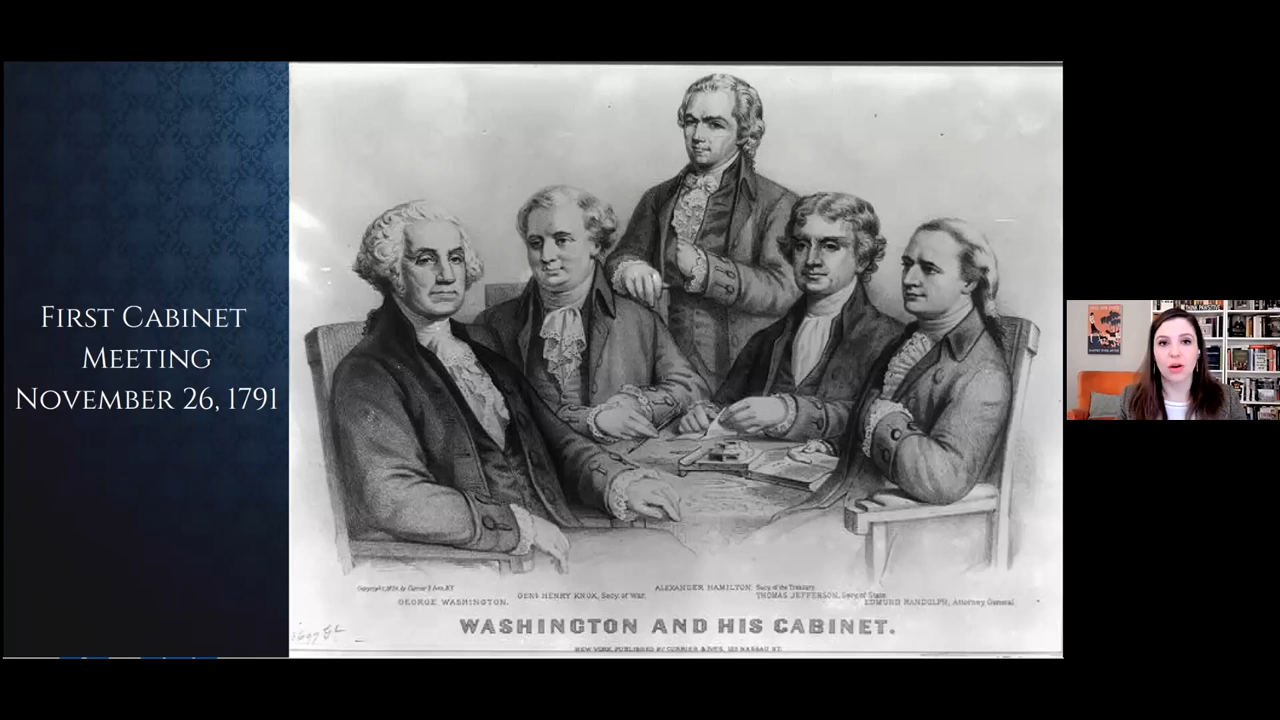 FIRST CABINET
MEETING
NOVEMBER 26, 1791
ALEXANDER HAMILTON, Secy. of the Treasury.
GENL HENRY KNOX, Secy. of War,
THOMAS JEFFERSON, Secy. of State.
GEORGE WASHINGTON.
EDMUND RANDOLPH, Attorney General.
WASHINGTON AND HIS CABINET.
NEW YORK, PUBLISHED BY CURRIER & IVES, 125 NASSAU ST.